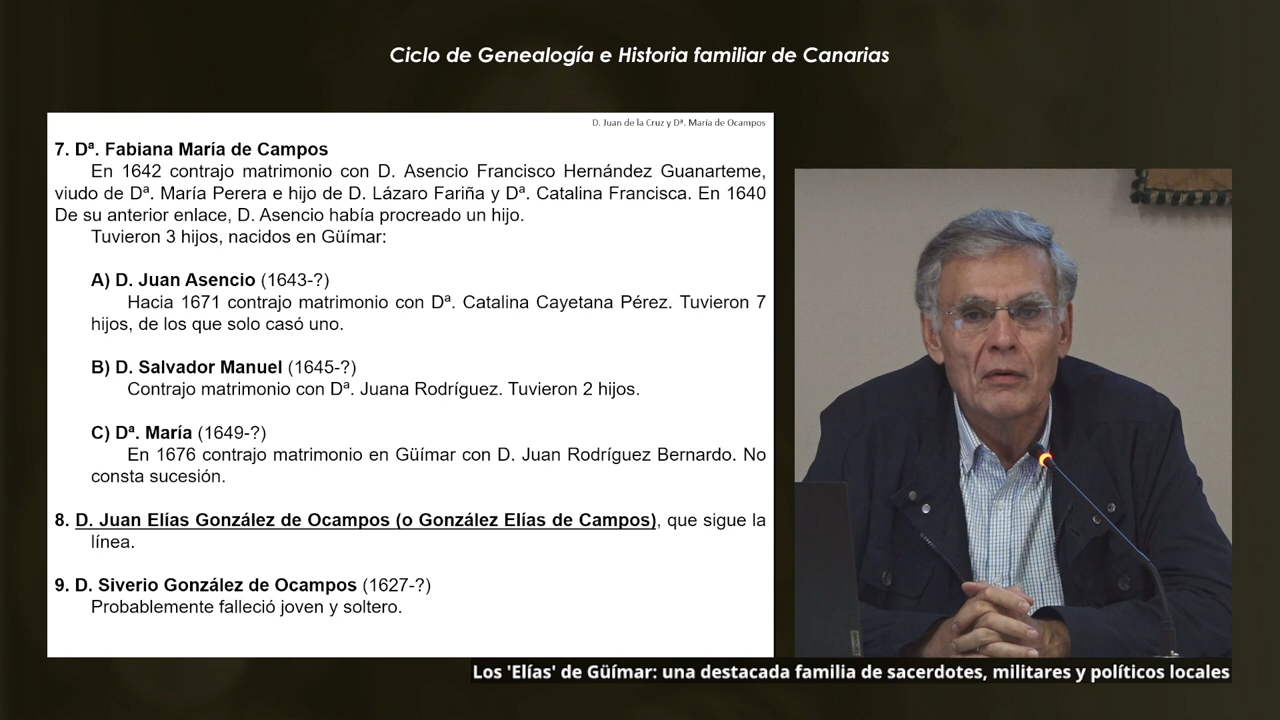 Ciclo de Genealogía e Historia familiar de Canarias
D. Juan de la Cruz y Dª. María de Ocampos
7. Dª. Fabiana María de Campos
En 1642 contrajo matrimonio con D. Asencio Francisco Hernández Guanarteme,
viudo de Dª. María Perera e hijo de D. Lázaro Fariña y Dª. Catalina Francisca. En 1640
De su anterior enlace, D. Asencio había procreado un hijo.
Tuvieron 3 hijos, nacidos en Güímar:
A) D. Juan Asencio (1643-?)
Hacia 1671 contrajo matrimonio con Dª. Catalina Cayetana Pérez. Tuvieron 7
hijos, de los que solo casó uno.
B) D. Salvador Manuel (1645-?)
Contrajo matrimonio con Dª. Juana Rodríguez. Tuvieron 2 hijos.
C) Dª. María (1649-?)
En 1676 contrajo matrimonio en Güímar con D. Juan Rodríguez Bernardo. No
consta sucesión.
8. D. Juan Elías González de Ocampos (o González Elías de Campos), que sigue la
línea.
9. D. Siverio González de Ocampos (1627-?)
Probablemente falleció joven y soltero.
Los 'Elías' de Güímar: una destacada familia de sacerdotes, militares y políticos locales